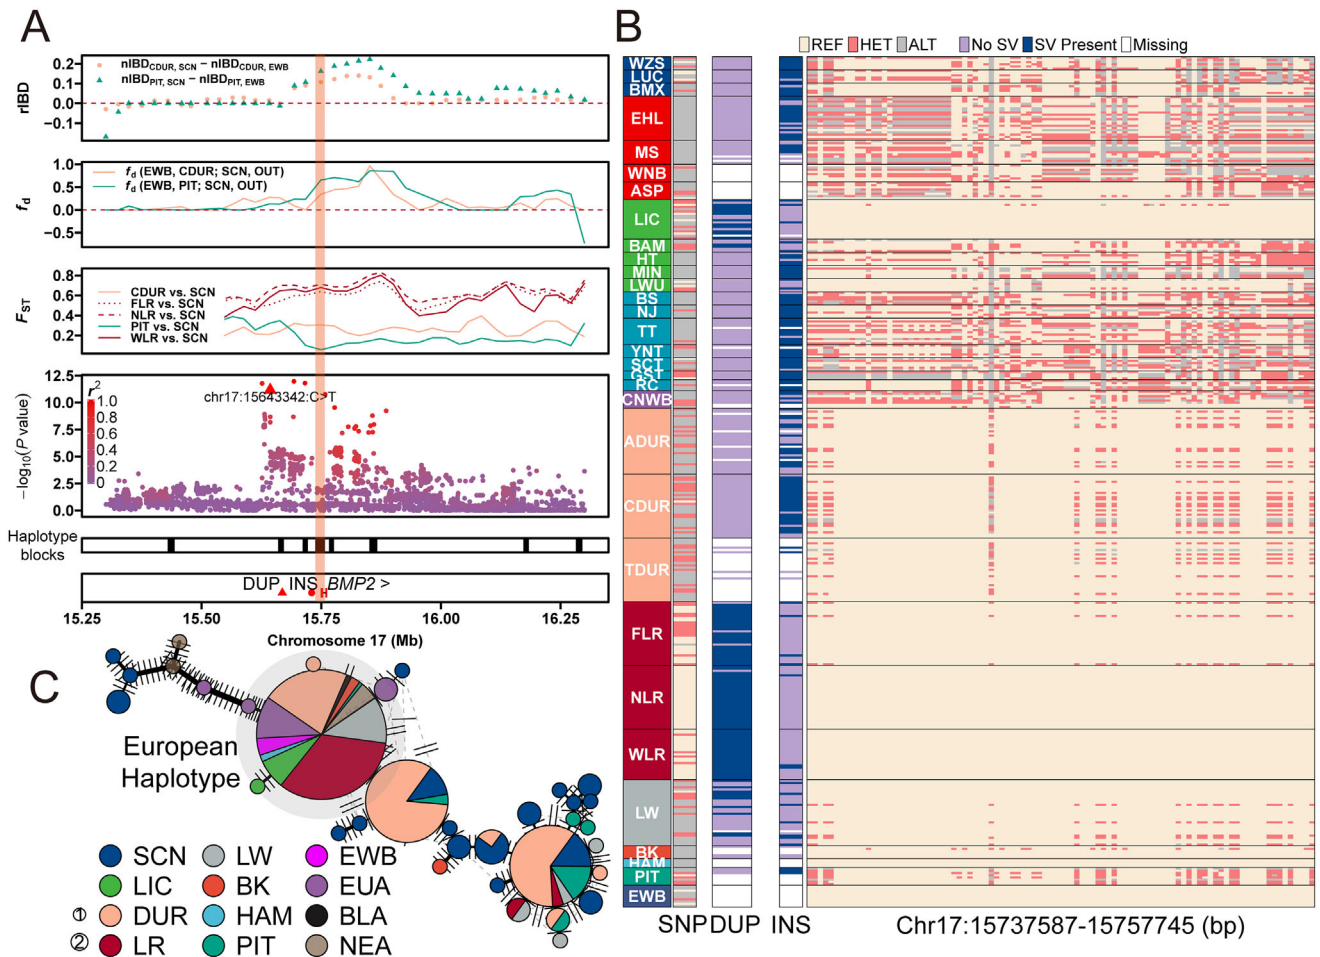 A
rIBD
0.2
0.1
0.0
−0.1
nIBD CDUR, SCN − nIBD CDUR, EWB
nIBD PIT, SCN − nIBD PIT, EWB
fd
1.0
0.5
0.0
−0.5
fd (EWB, CDUR; SCN, OUT)
fd (EWB, PIT; SCN, OUT)
FST
0.8
0.6
0.4
0.2
CDUR vs. SCN
FLR vs. SCN
NLR vs. SCN
PIT vs. SCN
WLR vs. SCN
−log10(P value)
12.5
10.0
7.5
5.0
2.5
0.0
r2
1.0
0.8
0.6
0.4
0.2
0
chr17:15643342:C>T
Haplotype
blocks
DUP INS BMP2 >
15.25 15.50 15.75 16.00 16.25
Chromosome 17 (Mb)
B
REF HET ALT No SV SV Present Missing
WZS
LUC
BMX
EHL
MS
WNB
ASP
LIC
BAM
HT
MIN
LWU
BS
NJ
TT
YNT
SCT
GST
RC
CNWB
ADUR
CDUR
TDUR
FLR
NLR
WLR
LW
BK
HAM
PIT
EWB
SNP DUP INS Chr17:15737587-15757745 (bp)
C
European
Haplotype
SCN LW EWB
LIC BK EUA
① DUR HAM BLA
② LR PIT NEA